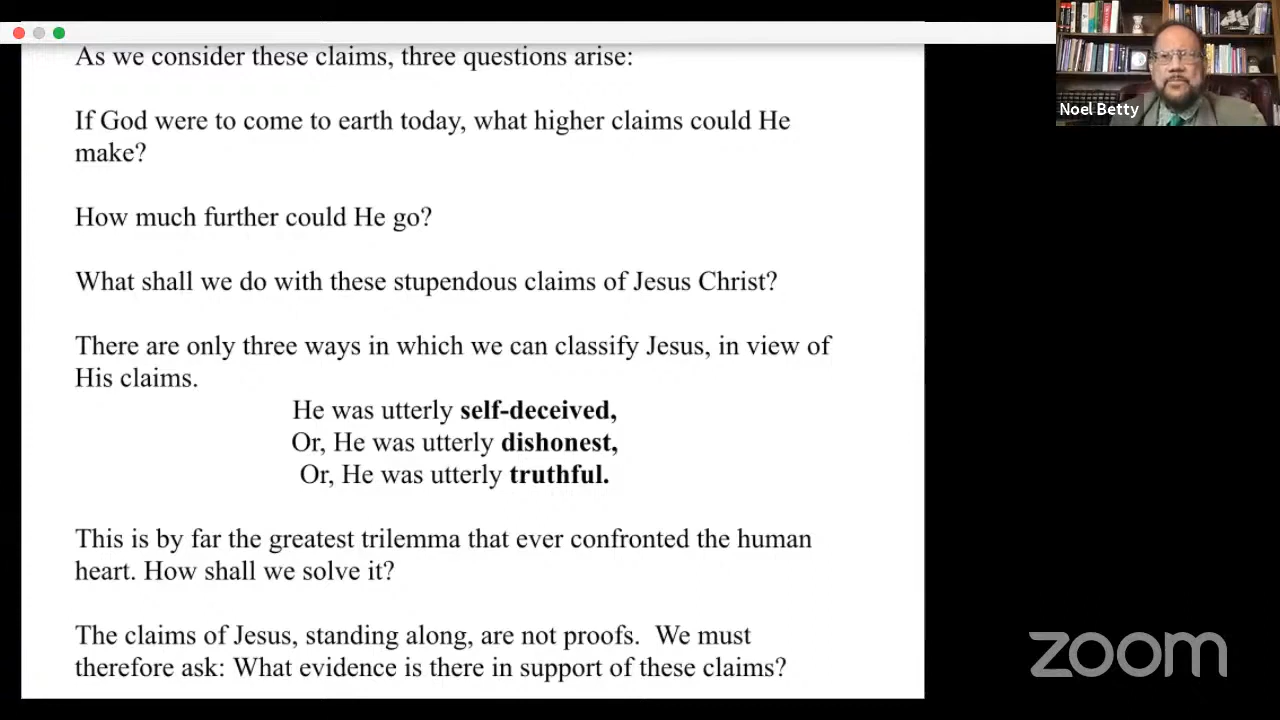 As we consider these claims, three questions arise:
If God were to come to earth today, what higher claims could He
make?
How much further could He go?
What shall we do with these stupendous claims of Jesus Christ?
There are only three ways in which we can classify Jesus, in view of
His claims.
He was utterly self-deceived,
Or, He was utterly dishonest,
Or, He was utterly truthful.
This is by far the greatest trilemma that ever confronted the human
heart. How shall we solve it?
The claims of Jesus, standing along, are not proofs.  We must
therefore ask: What evidence is there in support of these claims?
Noel Betty
zoom